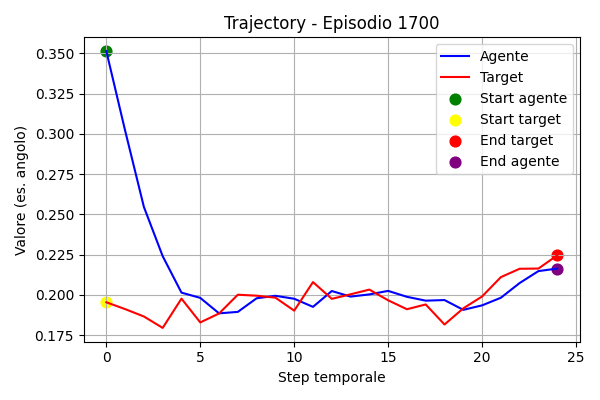 Trajectory - Episodio 1700
Valore (es. angolo)
0.350
0.325
0.300
0.275
0.250
0.225
0.200
0.175
Agente
Target
Start agente
Start target
End target
End agente
0 5 10 15 20 25
Step temporale